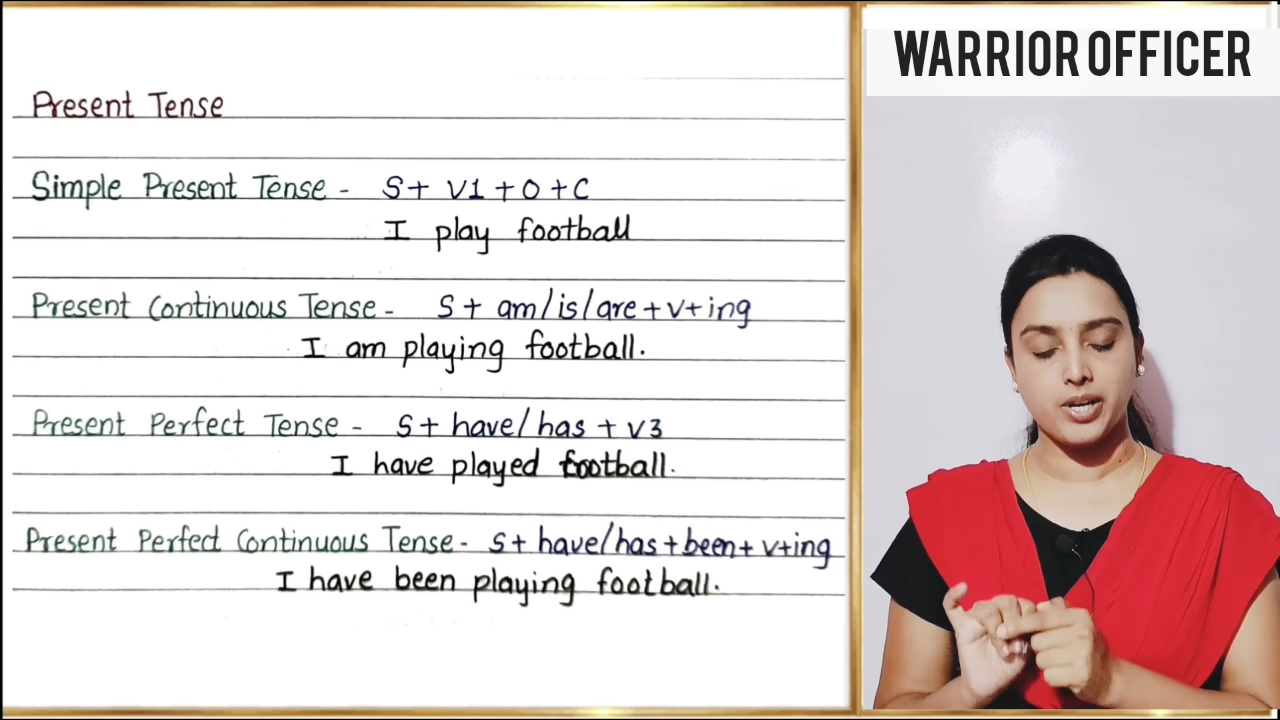 WARRIOR OFFICER
Present Tense
Simple Present Tense - S+ V1 + O + C
I play football
Present Continuous Tense - S + am/is/are + v + ing
I am playing football.
Present Perfect Tense - S + have/has + V3
I have played football.
Present Perfect Continuous Tense - S + have/has + been + v+ing
I have been playing football.